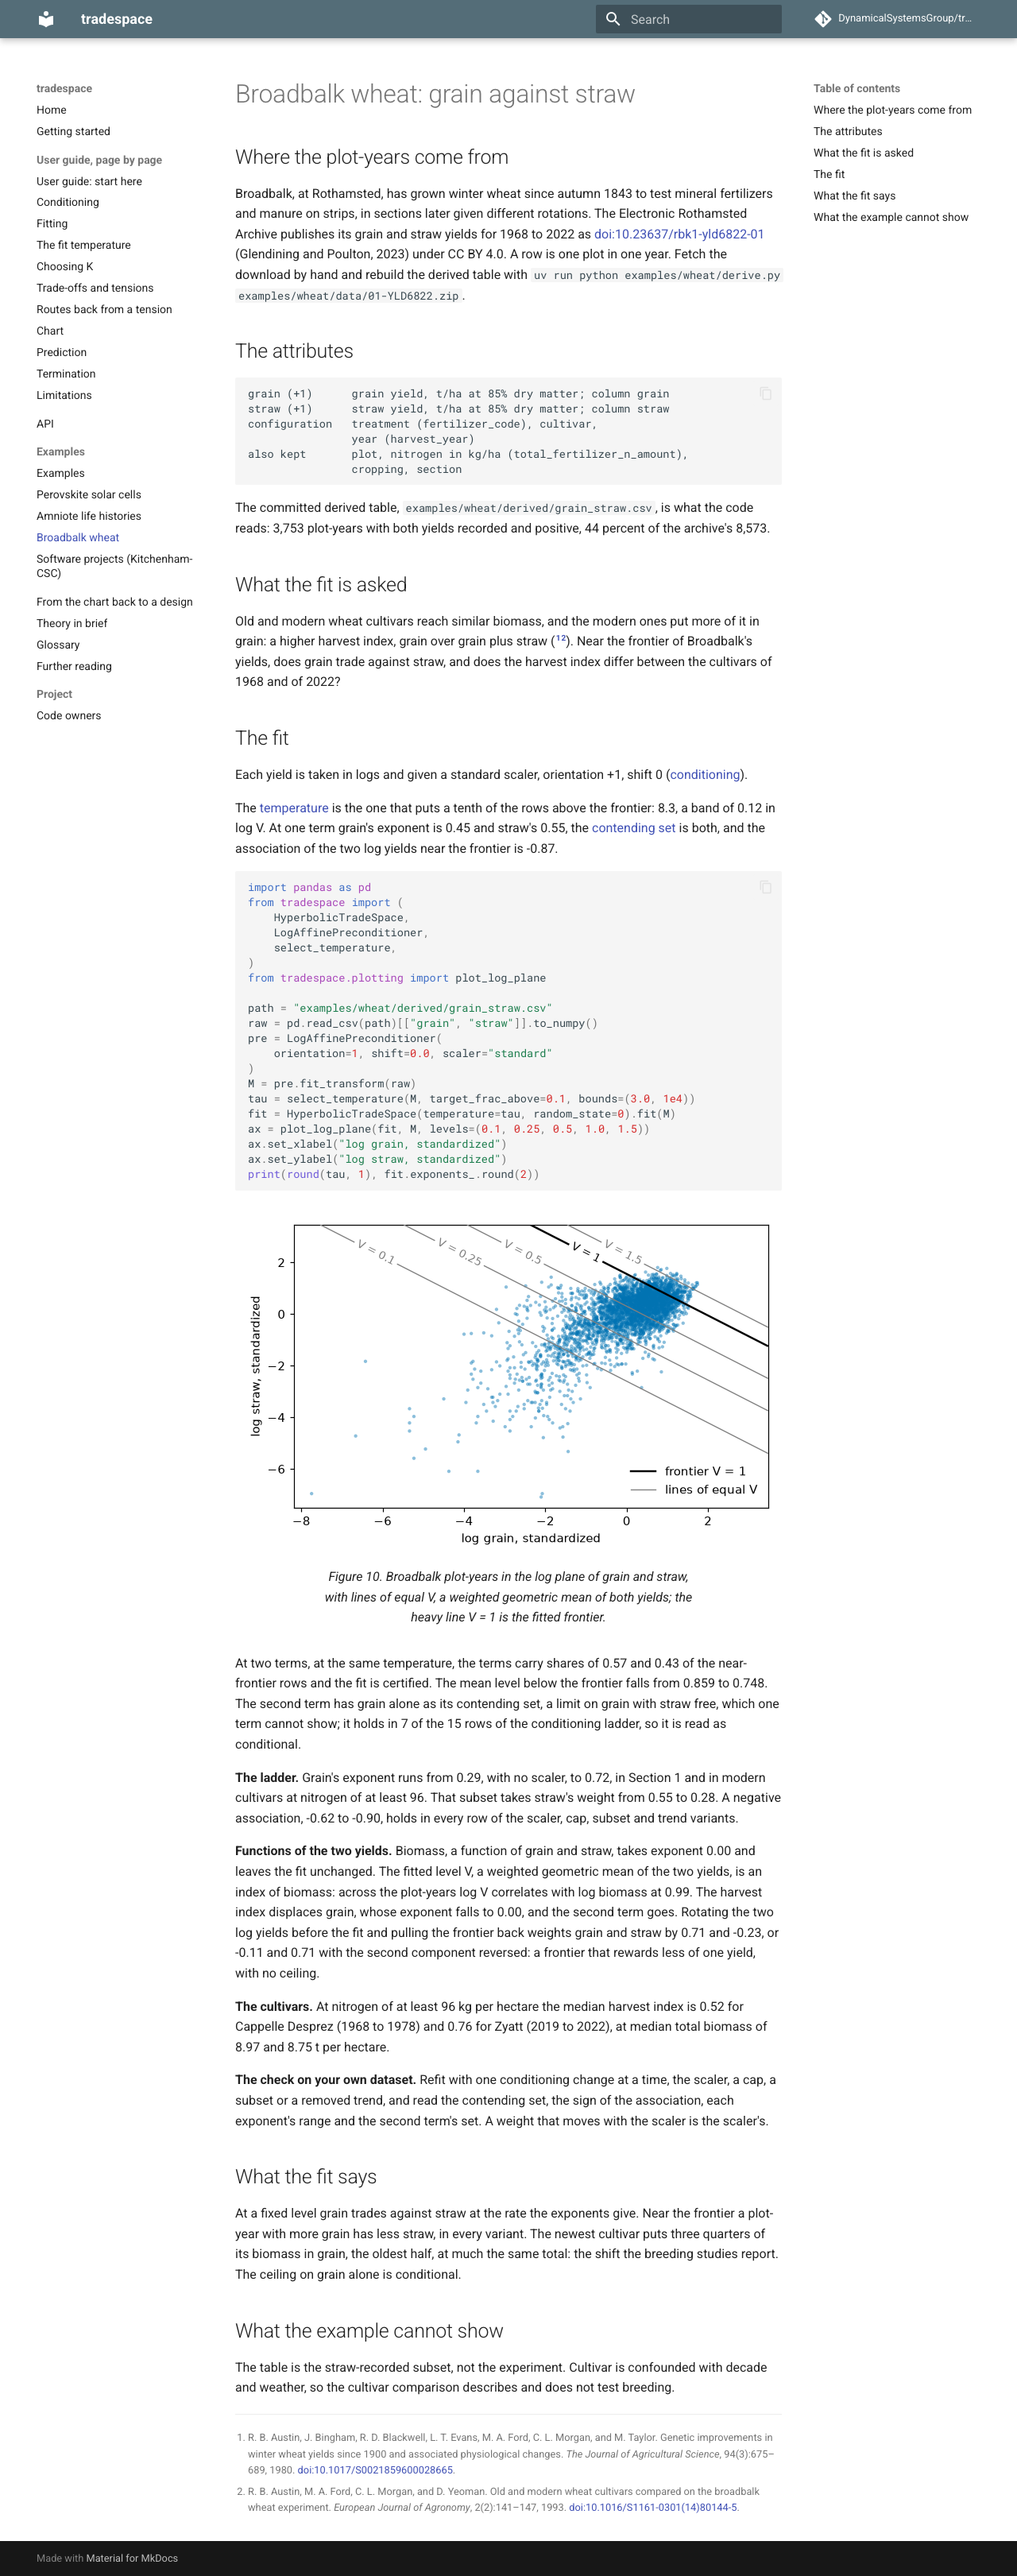 tradespace
Search
DynamicalSystemsGroup/tr...
tradespace
Home
Getting started
User guide, page by page
User guide: start here
Conditioning
Fitting
The fit temperature
Choosing K
Trade-offs and tensions
Routes back from a tension
Chart
Prediction
Termination
Limitations
API
Examples
Examples
Perovskite solar cells
Amniote life histories
Broadbalk wheat
Software projects (Kitchenham-
CSC)
From the chart back to a design
Theory in brief
Glossary
Further reading
Project
Code owners
Broadbalk wheat: grain against straw
Where the plot-years come from
Broadbalk, at Rothamsted, has grown winter wheat since autumn 1843 to test mineral fertilizers
and manure on strips, in sections later given different rotations. The Electronic Rothamsted
Archive publishes its grain and straw yields for 1968 to 2022 as doi:10.23637/rbk1-yld6822-01
(Glendining and Poulton, 2023) under CC BY 4.0. A row is one plot in one year. Fetch the
download by hand and rebuild the derived table with uv run python examples/wheat/derive.py
examples/wheat/data/01-YLD6822.zip.
The attributes
grain (+1)      grain yield, t/ha at 85% dry matter; column grain
straw (+1)      straw yield, t/ha at 85% dry matter; column straw
configuration   treatment (fertilizer_code), cultivar,
                year (harvest_year)
also kept       plot, nitrogen in kg/ha (total_fertilizer_n_amount),
                cropping, section
The committed derived table, examples/wheat/derived/grain_straw.csv, is what the code
reads: 3,753 plot-years with both yields recorded and positive, 44 percent of the archive's 8,573.
What the fit is asked
Old and modern wheat cultivars reach similar biomass, and the modern ones put more of it in
grain: a higher harvest index, grain over grain plus straw (1 2). Near the frontier of Broadbalk's
yields, does grain trade against straw, and does the harvest index differ between the cultivars of
1968 and of 2022?
The fit
Each yield is taken in logs and given a standard scaler, orientation +1, shift 0 (conditioning).
The temperature is the one that puts a tenth of the rows above the frontier: 8.3, a band of 0.12 in
log V. At one term grain's exponent is 0.45 and straw's 0.55, the contending set is both, and the
association of the two log yields near the frontier is -0.87.
import pandas as pd
from tradespace import (
    HyperbolicTradeSpace,
    LogAffinePreconditioner,
    select_temperature,
)
from tradespace.plotting import plot_log_plane
path = "examples/wheat/derived/grain_straw.csv"
raw = pd.read_csv(path)[["grain", "straw"]].to_numpy()
pre = LogAffinePreconditioner(
    orientation=1, shift=0.0, scaler="standard"
)
M = pre.fit_transform(raw)
tau = select_temperature(M, target_frac_above=0.1, bounds=(3.0, 1e4))
fit = HyperbolicTradeSpace(temperature=tau, random_state=0).fit(M)
ax = plot_log_plane(fit, M, levels=(0.1, 0.25, 0.5, 1.0, 1.5))
ax.set_xlabel("log grain, standardized")
ax.set_ylabel("log straw, standardized")
print(round(tau, 1), fit.exponents_.round(2))
V = 0.1
V = 0.25
V = 0.5
V = 1
V = 1.5
2
0
−2
−4
−6
log straw, standardized
frontier V = 1
lines of equal V
−8
−6
−4
−2
0
2
log grain, standardized
Figure 10. Broadbalk plot-years in the log plane of grain and straw,
with lines of equal V, a weighted geometric mean of both yields; the
heavy line V = 1 is the fitted frontier.
At two terms, at the same temperature, the terms carry shares of 0.57 and 0.43 of the near-
frontier rows and the fit is certified. The mean level below the frontier falls from 0.859 to 0.748.
The second term has grain alone as its contending set, a limit on grain with straw free, which one
term cannot show; it holds in 7 of the 15 rows of the conditioning ladder, so it is read as
conditional.
The ladder. Grain's exponent runs from 0.29, with no scaler, to 0.72, in Section 1 and in modern
cultivars at nitrogen of at least 96. That subset takes straw's weight from 0.55 to 0.28. A negative
association, -0.62 to -0.90, holds in every row of the scaler, cap, subset and trend variants.
Functions of the two yields. Biomass, a function of grain and straw, takes exponent 0.00 and
leaves the fit unchanged. The fitted level V, a weighted geometric mean of the two yields, is an
index of biomass: across the plot-years log V correlates with log biomass at 0.99. The harvest
index displaces grain, whose exponent falls to 0.00, and the second term goes. Rotating the two
log yields before the fit and pulling the frontier back weights grain and straw by 0.71 and -0.23, or
-0.11 and 0.71 with the second component reversed: a frontier that rewards less of one yield,
with no ceiling.
The cultivars. At nitrogen of at least 96 kg per hectare the median harvest index is 0.52 for
Cappelle Desprez (1968 to 1978) and 0.76 for Zyatt (2019 to 2022), at median total biomass of
8.97 and 8.75 t per hectare.
The check on your own dataset. Refit with one conditioning change at a time, the scaler, a cap, a
subset or a removed trend, and read the contending set, the sign of the association, each
exponent's range and the second term's set. A weight that moves with the scaler is the scaler's.
What the fit says
At a fixed level grain trades against straw at the rate the exponents give. Near the frontier a plot-
year with more grain has less straw, in every variant. The newest cultivar puts three quarters of
its biomass in grain, the oldest half, at much the same total: the shift the breeding studies report.
The ceiling on grain alone is conditional.
What the example cannot show
The table is the straw-recorded subset, not the experiment. Cultivar is confounded with decade
and weather, so the cultivar comparison describes and does not test breeding.
1. R. B. Austin, J. Bingham, R. D. Blackwell, L. T. Evans, M. A. Ford, C. L. Morgan, and M. Taylor. Genetic improvements in
winter wheat yields since 1900 and associated physiological changes. The Journal of Agricultural Science, 94(3):675–
689, 1980. doi:10.1017/S0021859600028665.
2. R. B. Austin, M. A. Ford, C. L. Morgan, and D. Yeoman. Old and modern wheat cultivars compared on the broadbalk
wheat experiment. European Journal of Agronomy, 2(2):141–147, 1993. doi:10.1016/S1161-0301(14)80144-5.
Table of contents
Where the plot-years come from
The attributes
What the fit is asked
The fit
What the fit says
What the example cannot show
Made with Material for MkDocs